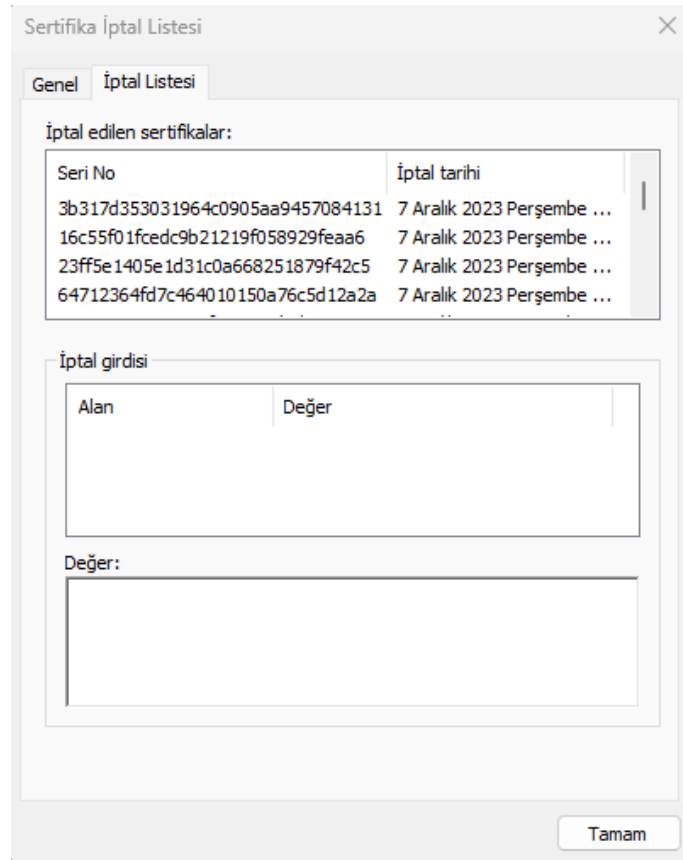 Sertifika İptal Listesi
Genel İptal Listesi
İptal edilen sertifikalar:
Seri No İptal tarihi
3b317d353031964c0905aa9457084131 7 Aralık 2023 Perşembe ...
16c55f01fcedc9b21219f058929feaa6 7 Aralık 2023 Perşembe ...
23ff5e1405e1d31c0a668251879f42c5 7 Aralık 2023 Perşembe ...
64712364fd7c464010150a76c5d12a2a 7 Aralık 2023 Perşembe ...
İptal girdisi
Alan Değer
Değer:
Tamam